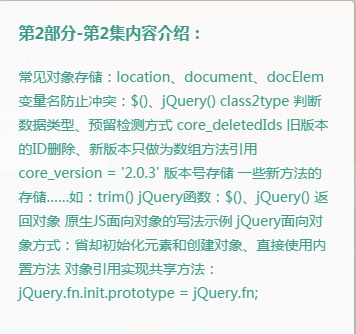 第2部分-第2集内容介绍：
常见对象存储：location、document、docElem
变量名防止冲突：$()、jQuery() class2type 判断
数据类型、预留检测方式 core_deletedIds 旧版本
的ID删除、新版本只做为数组方法引用
core_version = '2.0.3' 版本号存储 一些新方法的
存储......如：trim() jQuery函数：$()、jQuery() 返
回对象 原生JS面向对象的写法示例 jQuery面向对
象方式：省却初始化元素和创建对象、直接使用内
置方法 对象引用实现共享方法：
jQuery.fn.init.prototype = jQuery.fn;